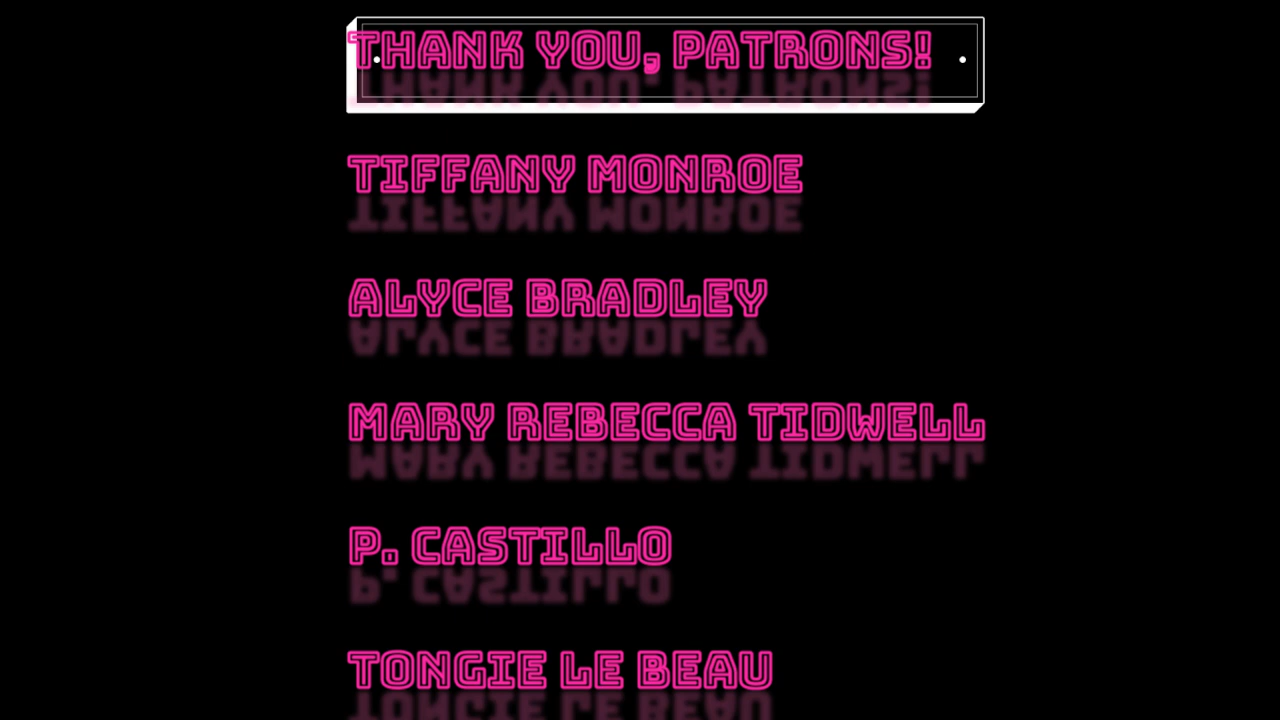 THANK YOU, PATRONS!
TIFFANY MONROE
ALYCE BRADLEY
MARY REBECCA TIDWELL
P. CASTILLO
TONGIE LE BEAU